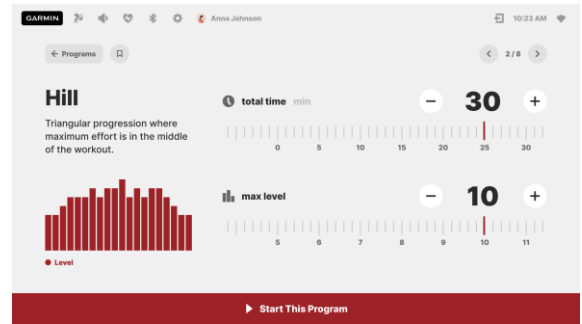 GARMIN Anna Johnson 10:23 AM
← Programs 2/8
Hill
Triangular progression where
maximum effort is in the middle
of the workout.
Level
total time min 30
0 5 10 15 20 25 30
max level 10
5 6 7 8 9 10 11
Start This Program